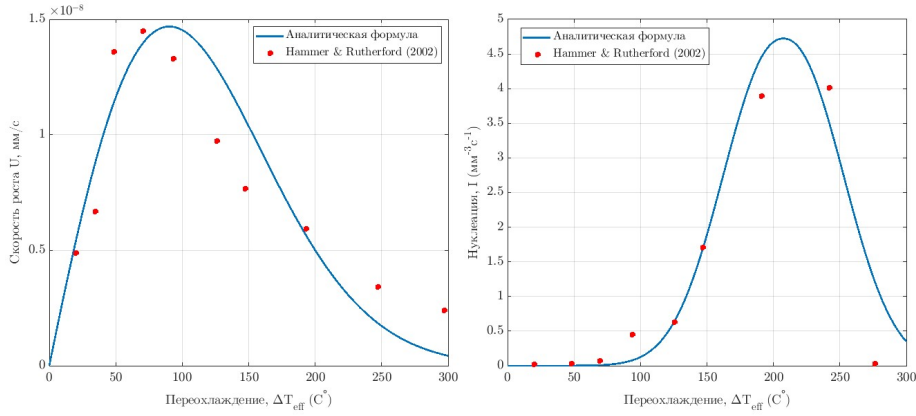 ×10⁻⁸
1.5
1
0.5
0
Скорость роста U, мм/с
Аналитическая формула
Hammer & Rutherford (2002)
0 50 100 150 200 250 300
Переохлаждение, ΔT_eff (C°)
5
4.5
4
3.5
3
2.5
2
1.5
1
0.5
0
Нуклеация, I (мм⁻³с⁻¹)
Аналитическая формула
Hammer & Rutherford (2002)
0 50 100 150 200 250 300
Переохлаждение, ΔT_eff (C°)